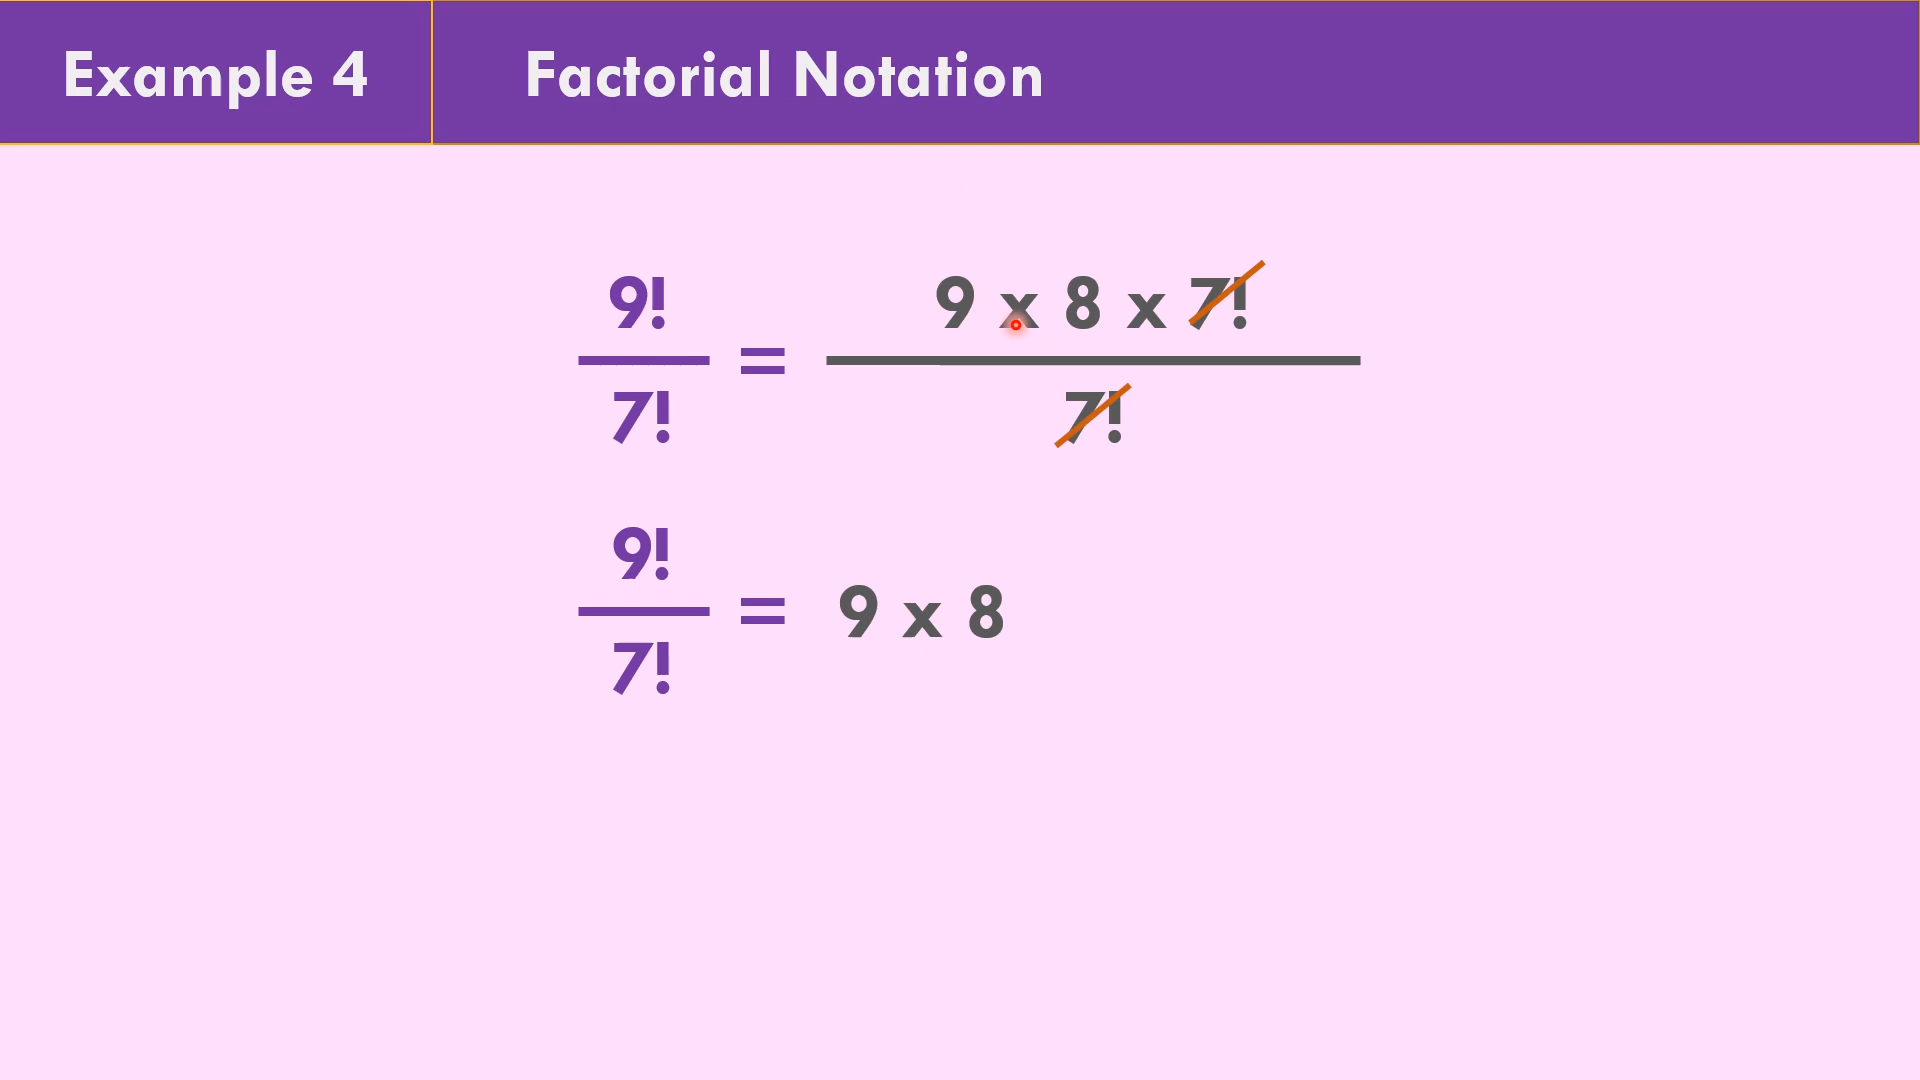 Example 4
Factorial Notation
9!
7!
=
9 x 8 x 7!
7!
9!
7!
= 9 x 8